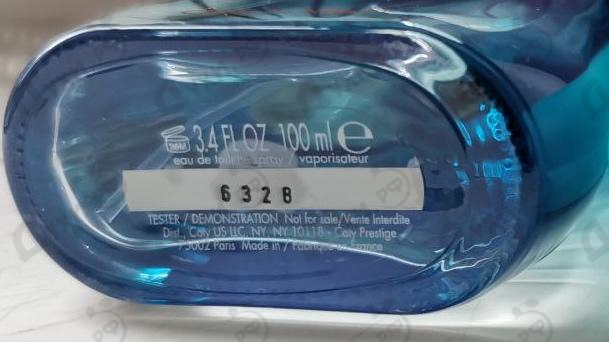 36M 3.4 FL OZ 100 ml e
eau de toilette spray / vaporisateur
6328
TESTER / DEMONSTRATION Not for sale/Vente Interdite
Dist., Coty US LLC, NY, NY 10118 - Coty Prestige
75002 Paris Made in / Fabriqué en France